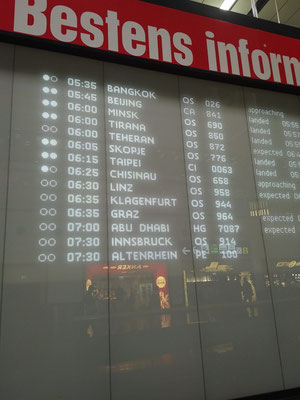 Bestens inform
05:35 BANGKOK OS 026 approaching
05:45 BEIJING CA 841 landed
06:00 MINSK OS 690 landed
06:00 TIRANA OS 850 landed
06:00 TEHERAN OS 872 expected
06:05 SKOPJE OS 776 landed
06:15 TAIPEI CI 0063 landed
06:25 CHISINAU OS 658 approaching
06:30 LINZ OS 958
06:35 KLAGENFURT OS 944 expected
06:35 GRAZ OS 964
07:00 ABU DHABI HG 7087 expected
07:30 INNSBRUCK OS 914
07:30 ALTENRHEIN PE 100 expected